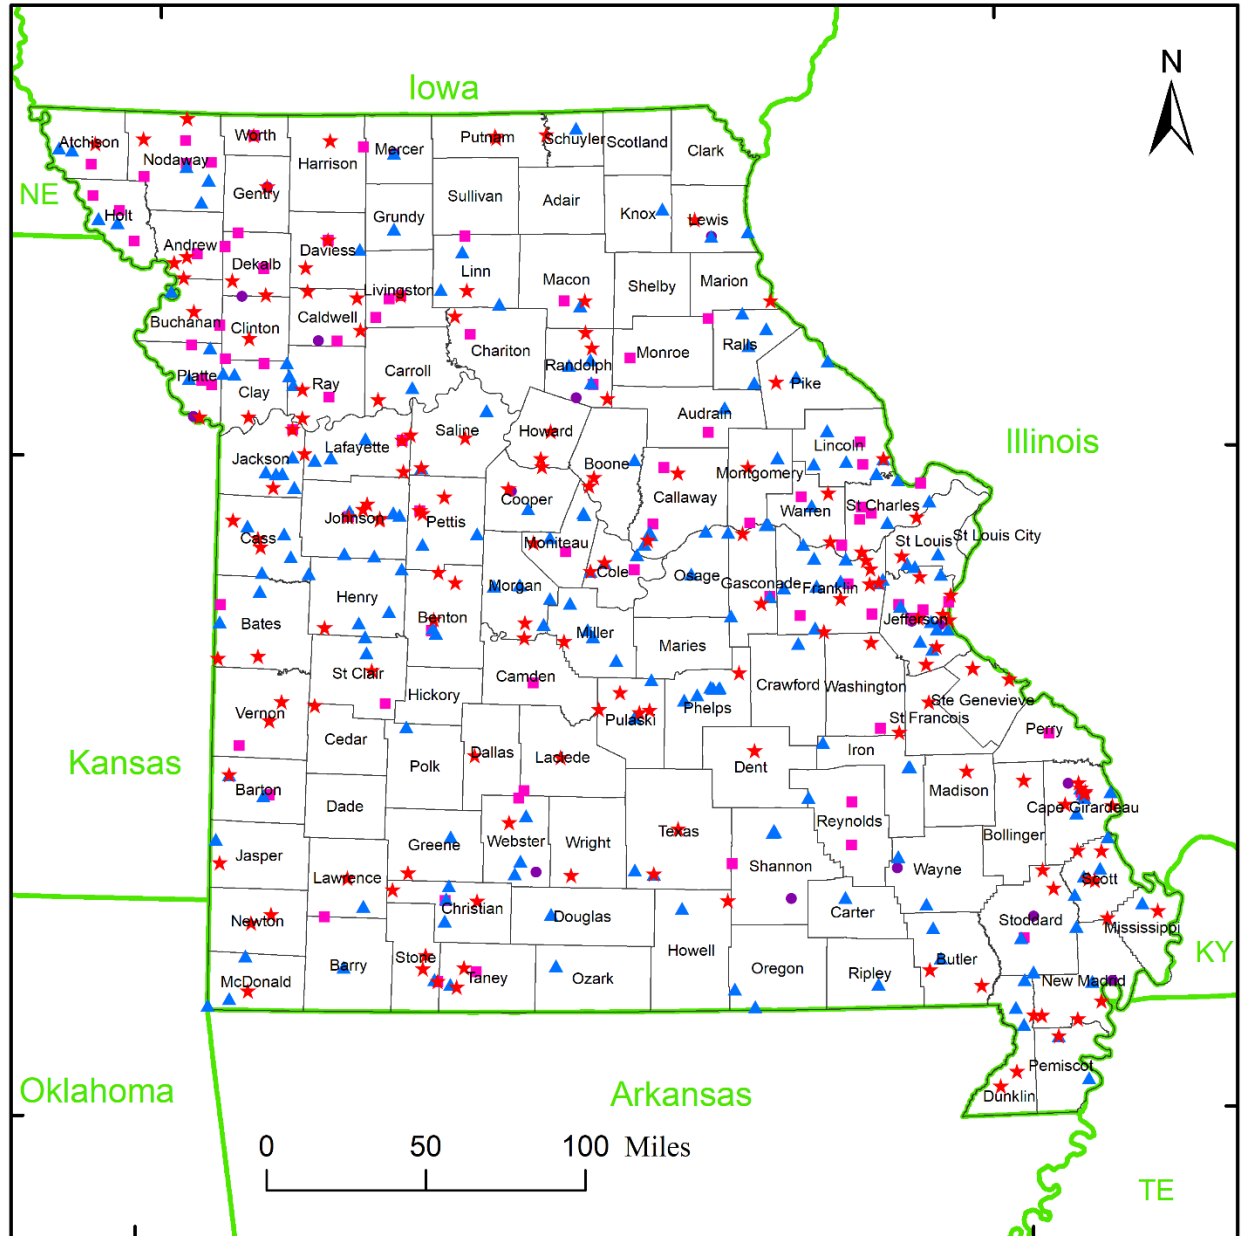 Iowa
N
Atchison
Nodaway
Worth
Harrison
Mercer
Putnam
Schuyler
Scotland
Clark
NE
Gentry
Sullivan
Adair
Knox
Lewis
Holt
Grundy
Andrew
Dekalb
Daviess
Livingston
Linn
Macon
Shelby
Marion
Buchanan
Clinton
Caldwell
Chariton
Randolph
Monroe
Ralls
Platte
Clay
Ray
Carroll
Pike
Audrain
Illinois
Jackson
Lafayette
Saline
Howard
Boone
Callaway
Montgomery
Lincoln
Warren
St Charles
Cass
Johnson
Pettis
Cooper
Moniteau
Cole
Osage
Gasconade
Franklin
St Louis
St Louis City
Bates
Henry
Benton
Morgan
Miller
Maries
Jefferson
Vernon
St Clair
Hickory
Camden
Pulaski
Phelps
Crawford
Washington
St Francois
Ste Genevieve
Perry
Kansas
Cedar
Polk
Dallas
Laclede
Dent
Iron
Madison
Cape Girardeau
Barton
Dade
Greene
Webster
Wright
Texas
Shannon
Reynolds
Wayne
Bollinger
Jasper
Lawrence
Christian
Douglas
Carter
Scott
Stoddard
Mississippi
Newton
Barry
Stone
Taney
Ozark
Howell
Oregon
Ripley
Butler
New Madrid
KY
McDonald
Oklahoma
Arkansas
Pemiscot
Dunklin
0 50 100 Miles
TE